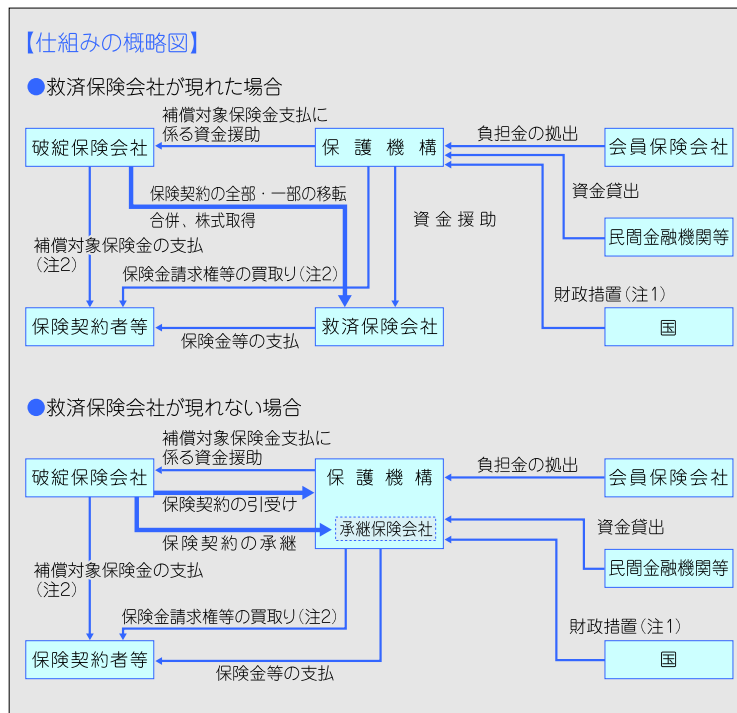 【仕組みの概略図】
●救済保険会社が現れた場合
補償対象保険金支払に
係る資金援助
負担金の拠出
破綻保険会社
保護機構
会員保険会社
保険契約の全部・一部の移転
合併、株式取得
資金援助
資金貸出
民間金融機関等
補償対象保険金の支払
(注2)
保険金請求権等の買取り(注2)
財政措置(注1)
保険契約者等
救済保険会社
国
保険金等の支払
●救済保険会社が現れない場合
補償対象保険金支払に
係る資金援助
負担金の拠出
破綻保険会社
保護機構
会員保険会社
保険契約の引受け
承継保険会社
保険契約の承継
資金貸出
民間金融機関等
補償対象保険金の支払
(注2)
保険金請求権等の買取り(注2)
財政措置(注1)
保険契約者等
国
保険金等の支払